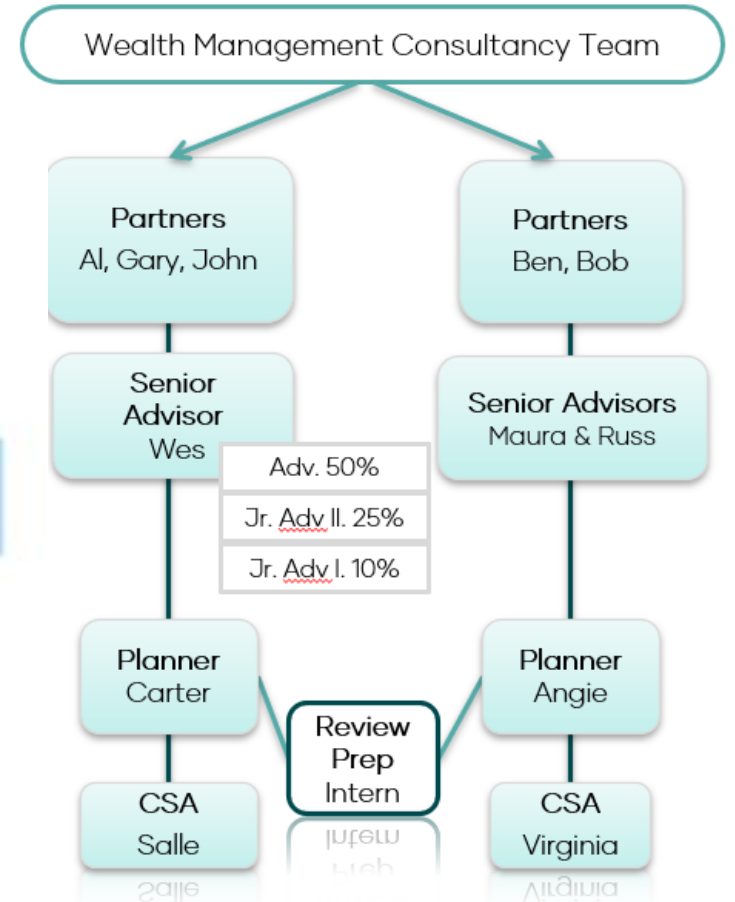 Wealth Management Consultancy Team
Partners
Al, Gary, John
Partners
Ben, Bob
Senior
Advisor
Wes
Senior Advisors
Maura & Russ
Adv. 50%
Jr. Adv II. 25%
Jr. Adv I. 10%
Planner
Carter
Planner
Angie
Review
Prep
Intern
CSA
Salle
CSA
Virginia